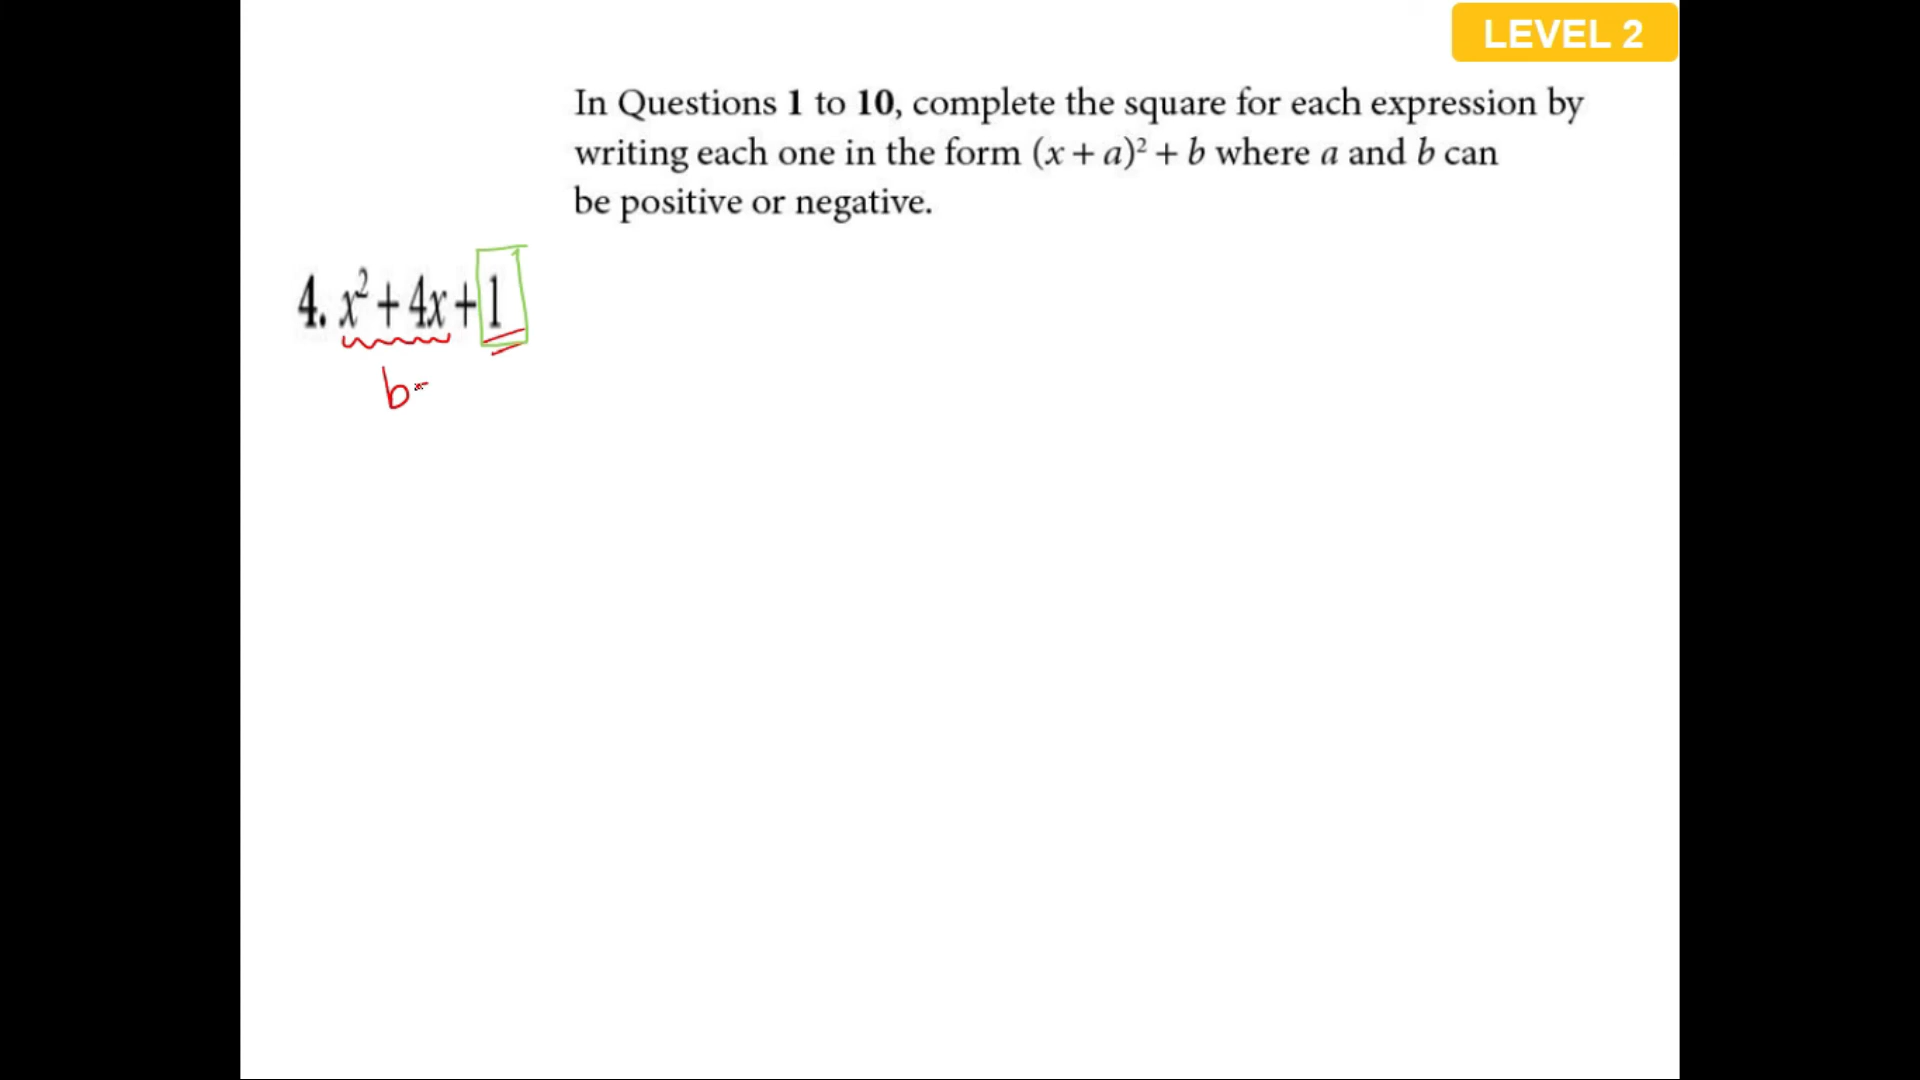 LEVEL 2
In Questions 1 to 10, complete the square for each expression by
writing each one in the form (x + a)² + b where a and b can
be positive or negative.
4. x² + 4x + 1
b-